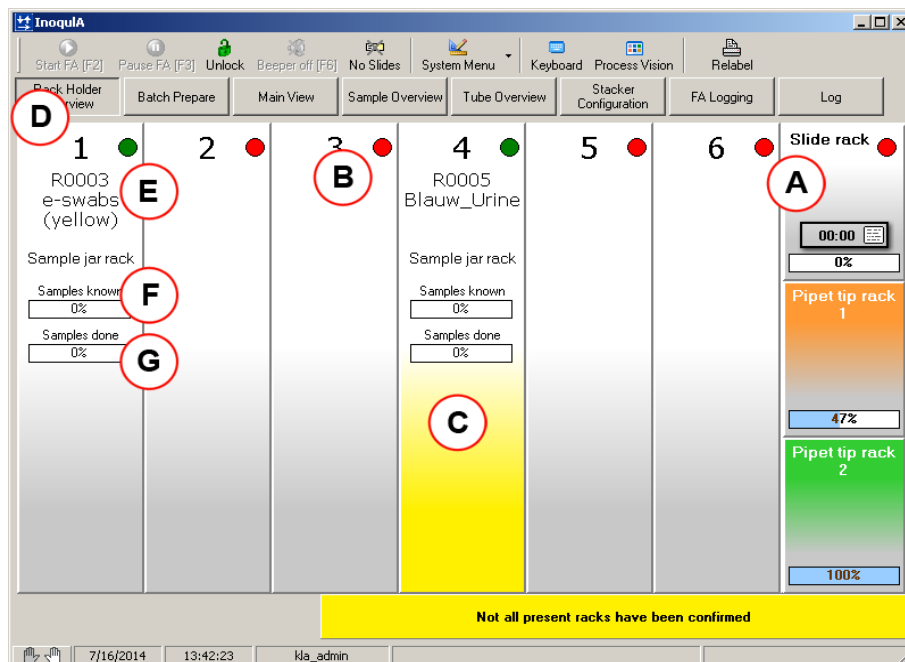 InoqulA
Start FA [F2] Pause FA [F3] Unlock Beeper off [F6] No Slides System Menu Keyboard Process Vision Relabel
Rack Holder Overview Batch Prepare Main View Sample Overview Tube Overview Stacker Configuration FA Logging Log
D
1 2 3 4 5 6 Slide rack
B
A
R0003
e-swabs
(yellow)
E
R0005
Blauw_Urine
00:00
0%
Sample jar rack
Samples known
0%
F
Samples done
0%
G
Sample jar rack
Samples known
0%
Samples done
0%
C
Pipet tip rack
1
47%
Pipet tip rack
2
100%
Not all present racks have been confirmed
7/16/2014 13:42:23 kla_admin